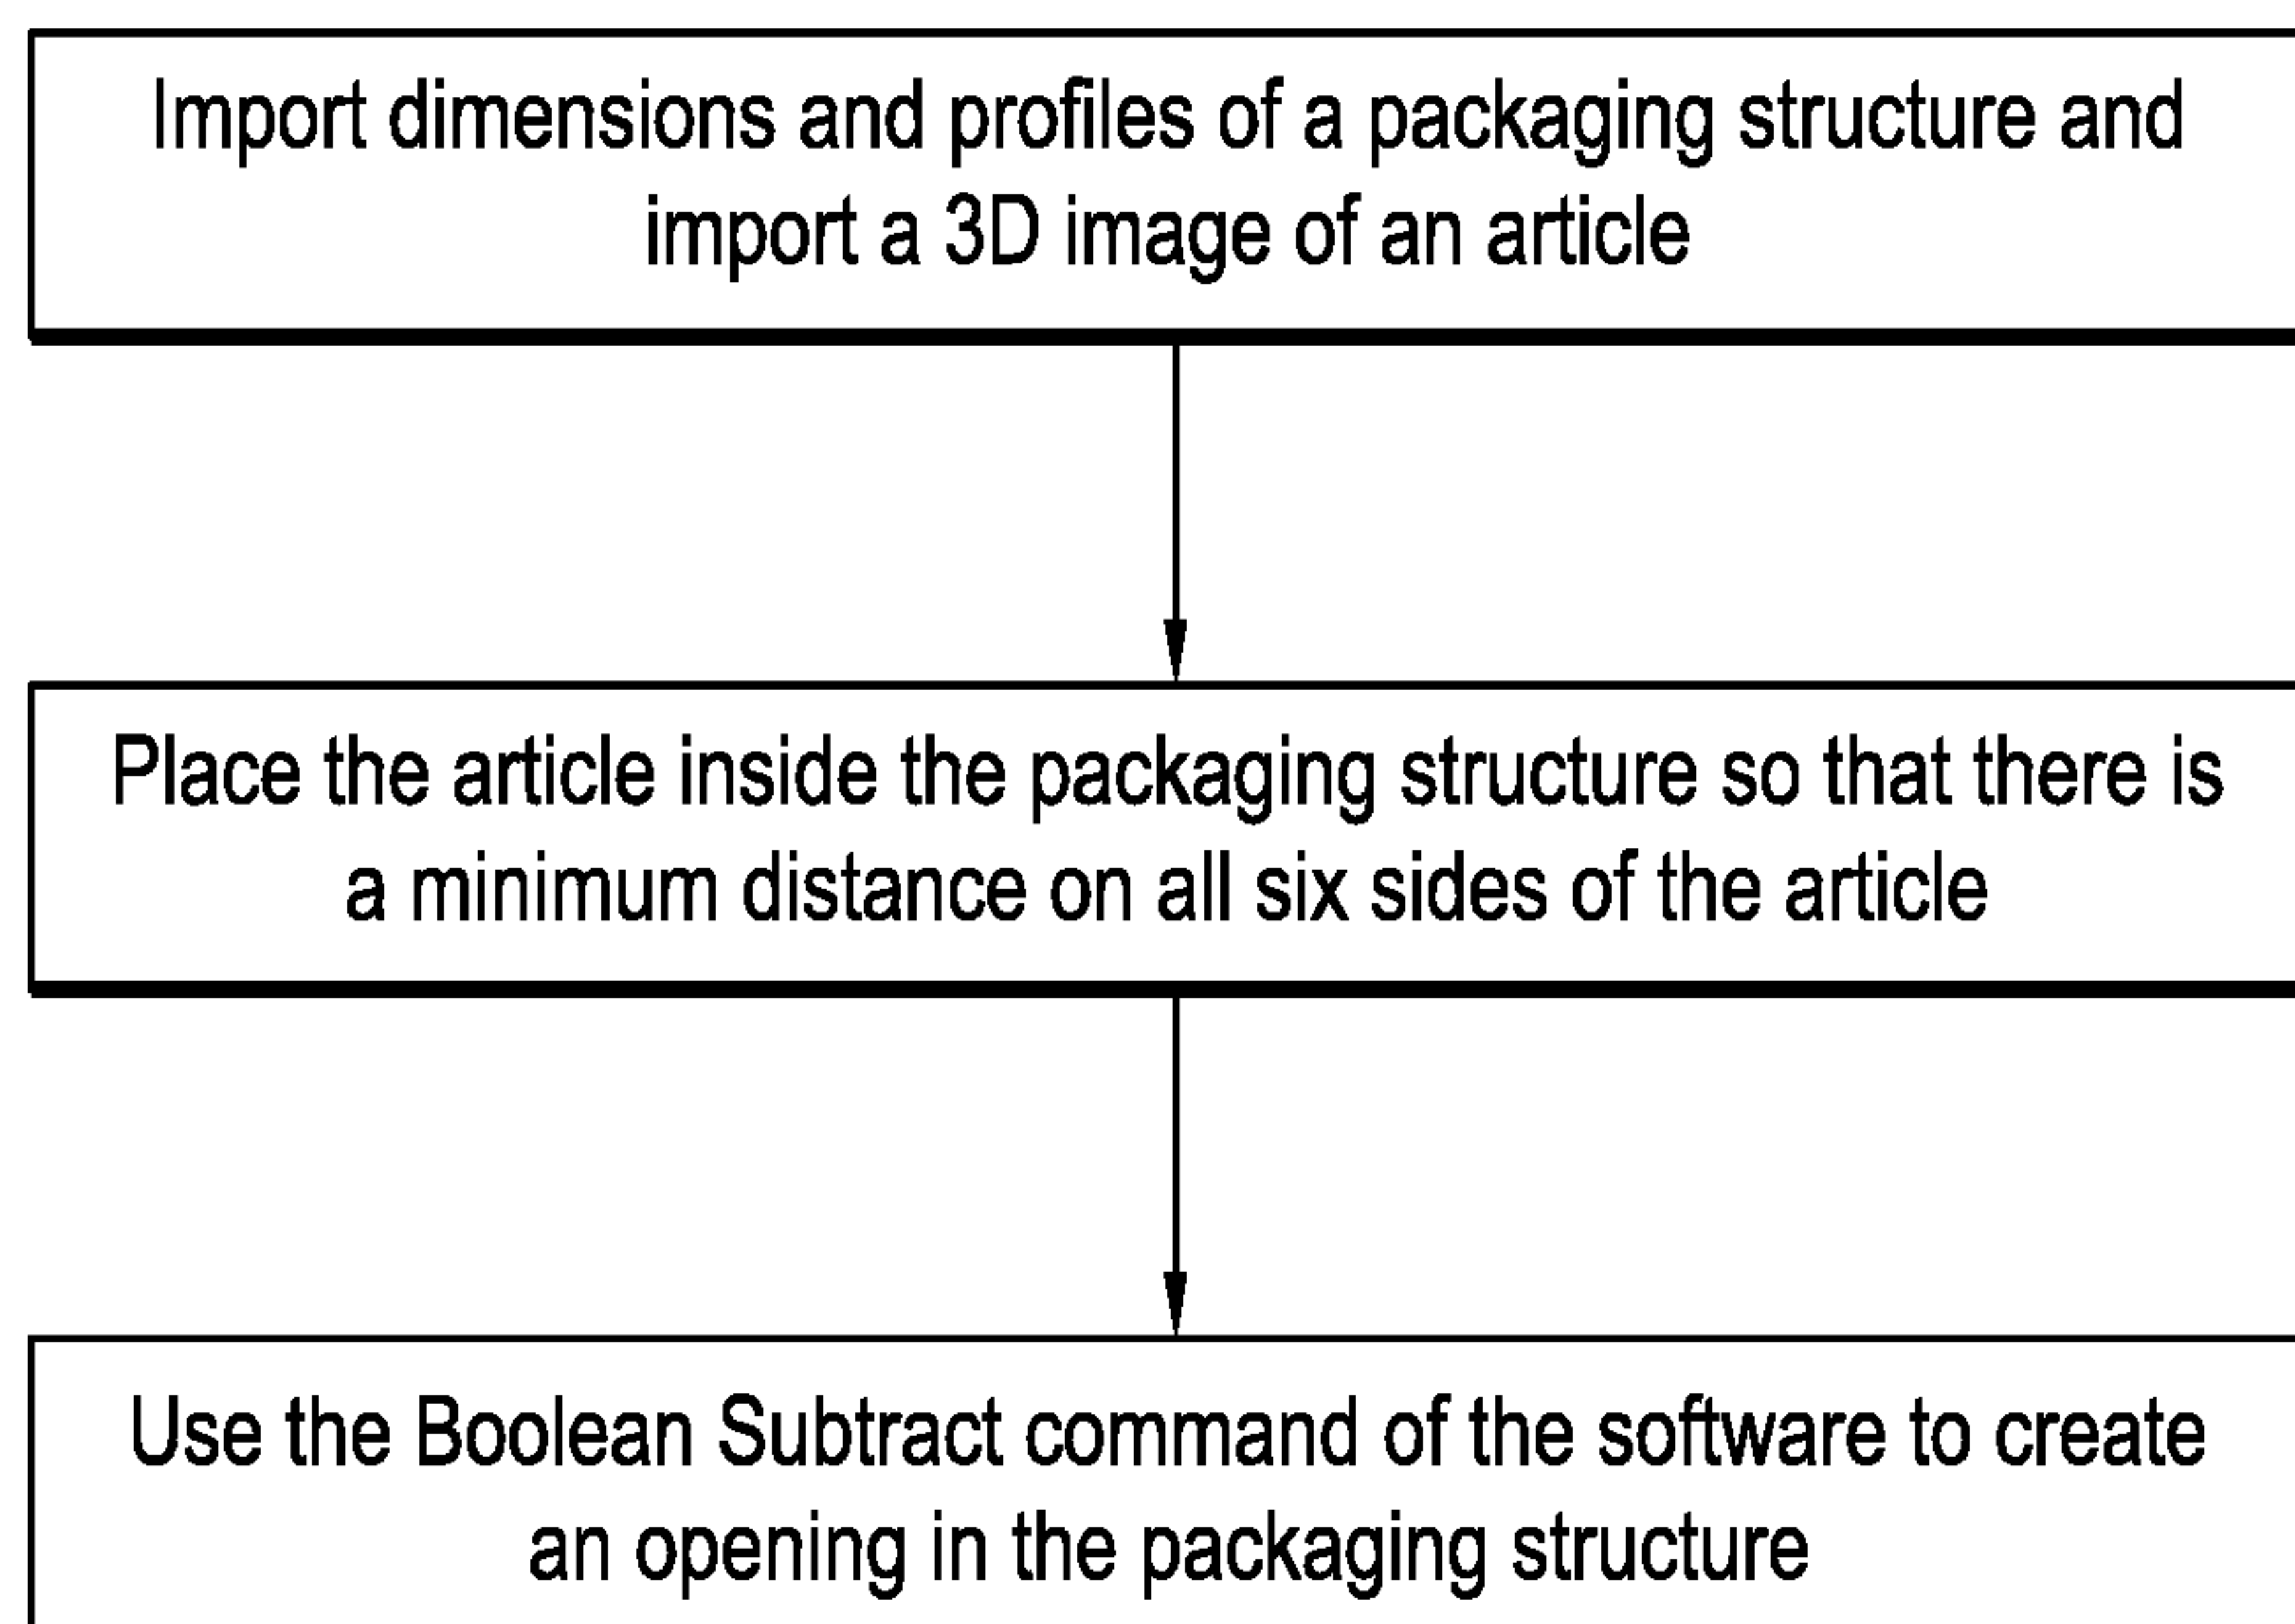 Import dimensions and profiles of a packaging structure and
import a 3D image of an article
Place the article inside the packaging structure so that there is
a minimum distance on all six sides of the article
Use the Boolean Subtract command of the software to create
an opening in the packaging structure